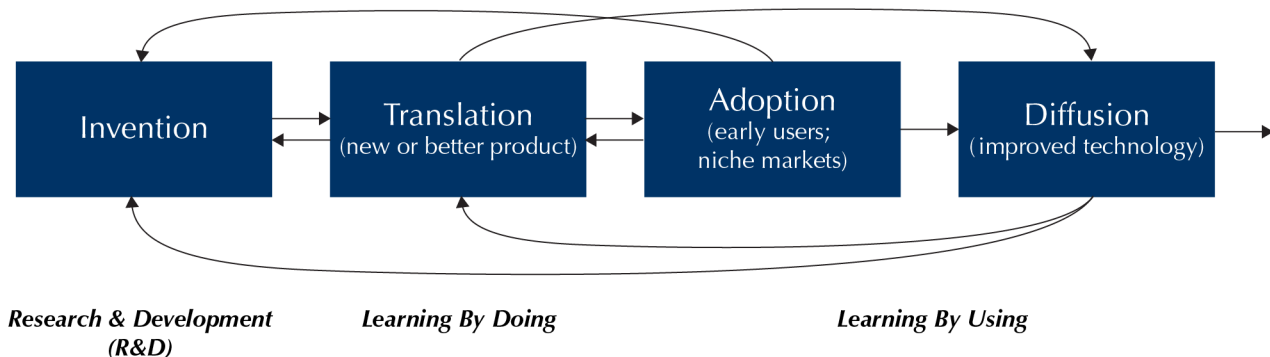 Invention
Translation
(new or better product)
Adoption
(early users;
niche markets)
Diffusion
(improved technology)
Research & Development
(R&D)
Learning By Doing
Learning By Using